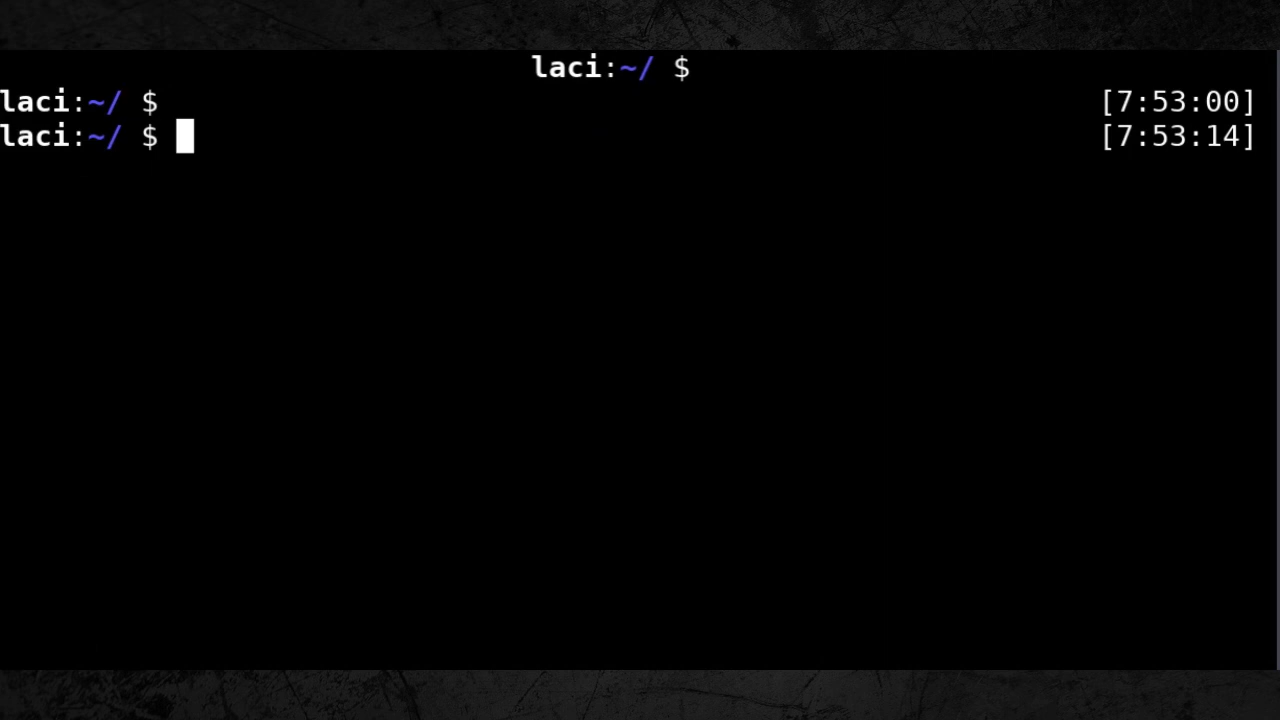 laci:~/ $
laci:~/ $ [7:53:00]
laci:~/ $ [7:53:14]